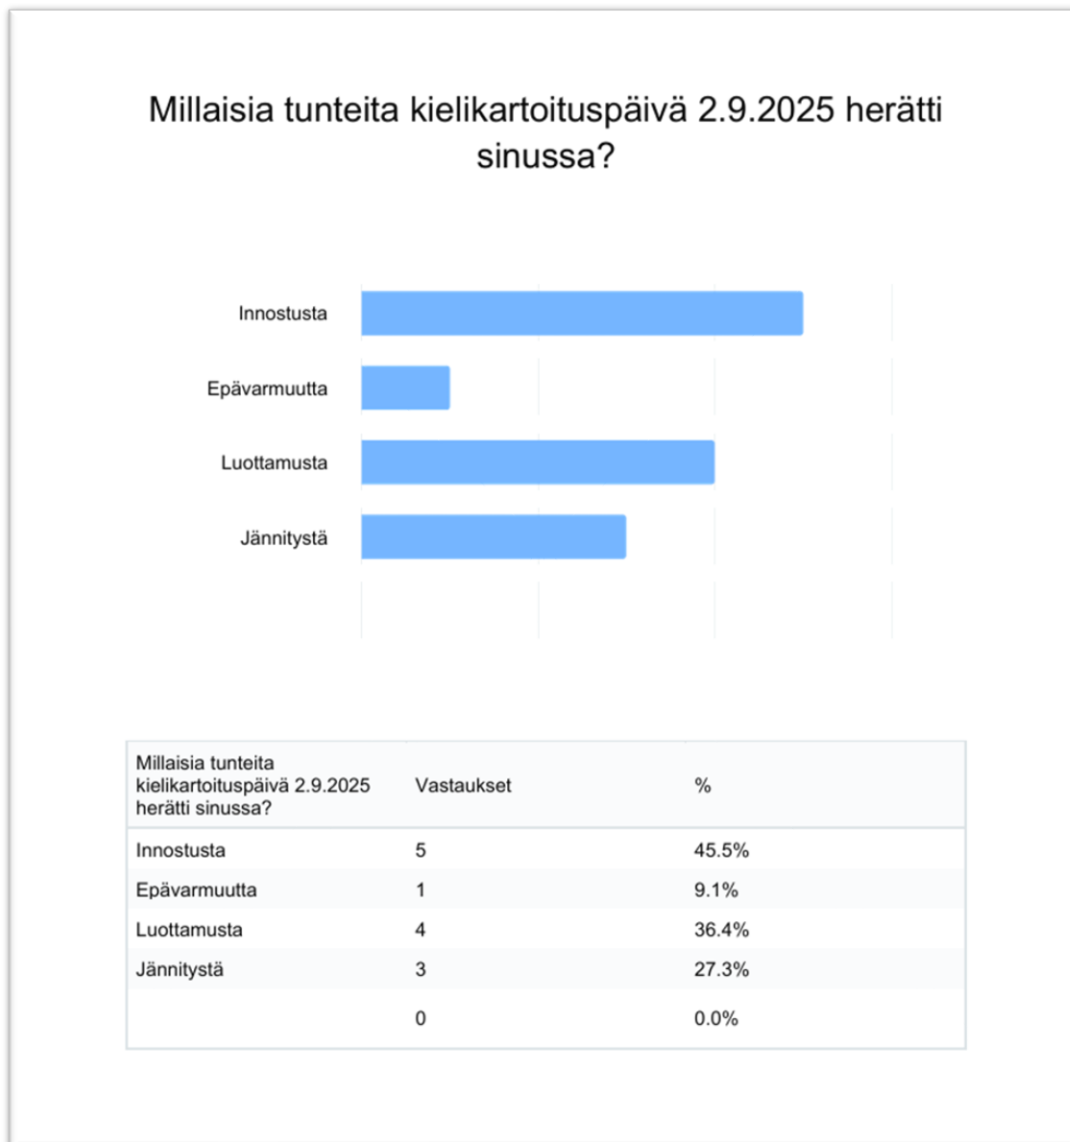 Millaisia tunteita kielikartoituspäivä 2.9.2025 herätti
sinussa?
Innostusta
Epävarmuutta
Luottamusta
Jännitystä
Millaisia tunteita
kielikartoituspäivä 2.9.2025
herätti sinussa?
Vastaukset
%
Innostusta 5 45.5%
Epävarmuutta 1 9.1%
Luottamusta 4 36.4%
Jännitystä 3 27.3%
0 0.0%